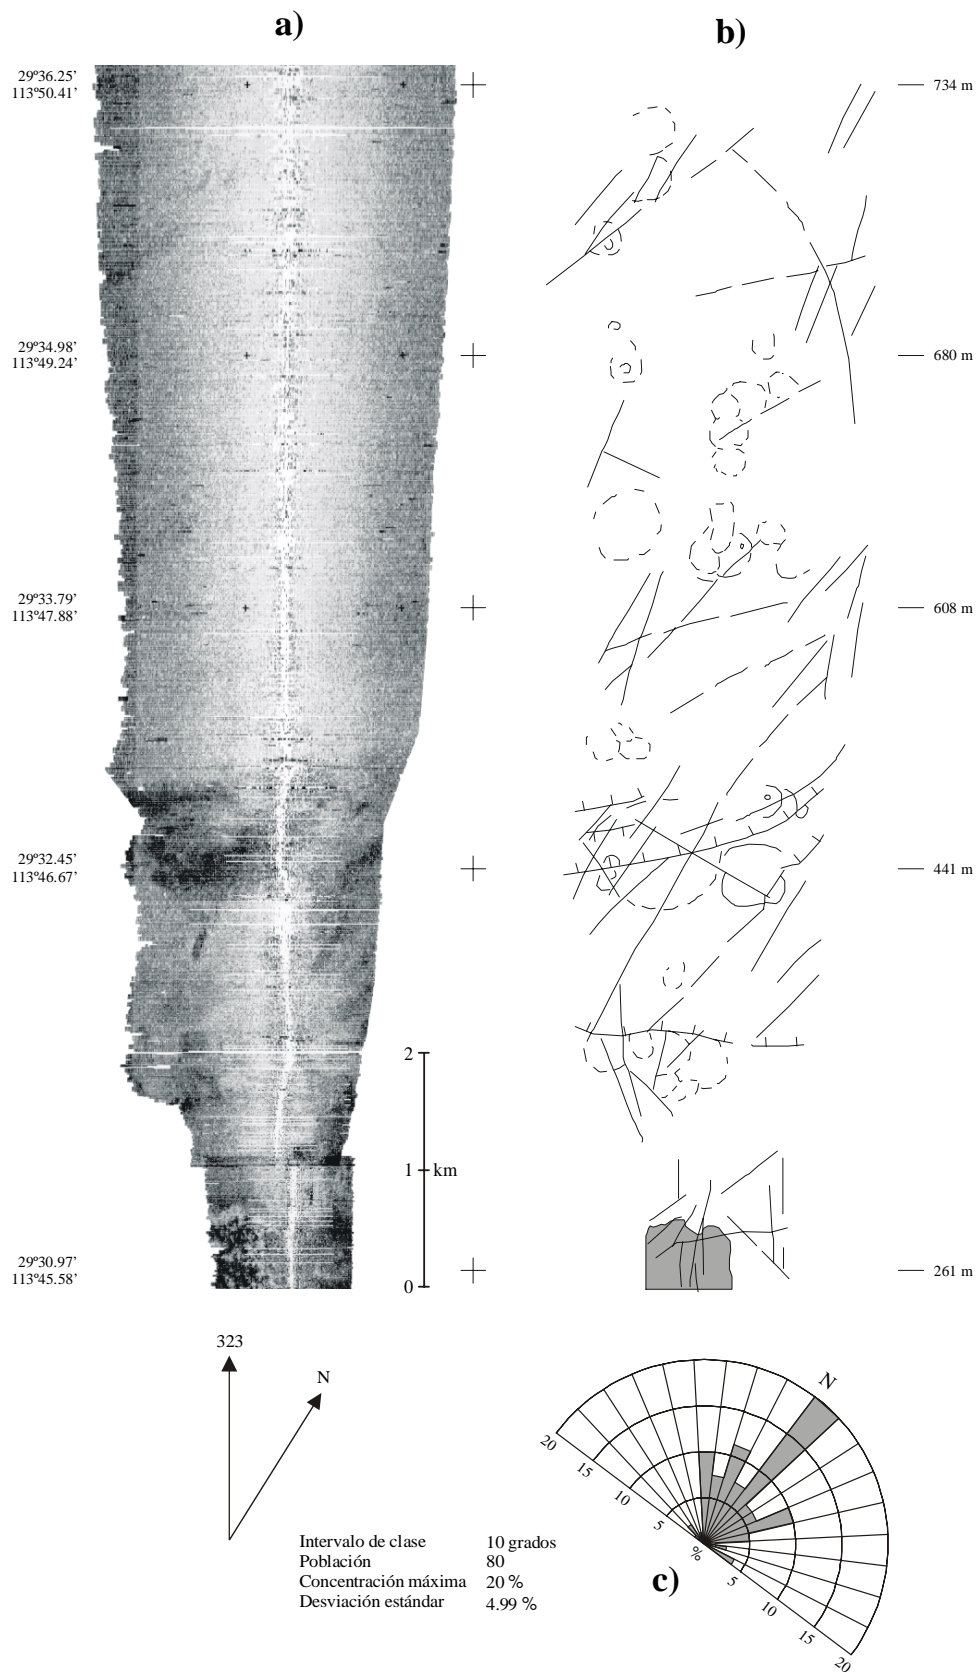 a)
b)
29º36.25'
113º50.41'
734 m
29º34.98'
113º49.24'
680 m
29º33.79'
113º47.88'
608 m
29º32.45'
113º46.67'
441 m
2
1 km
0
29º30.97'
113º45.58'
261 m
323
N
N
20
15
10
5
%
5
10
15
20
c)
Intervalo de clase 10 grados
Población 80
Concentración máxima 20 %
Desviación estándar 4.99 %